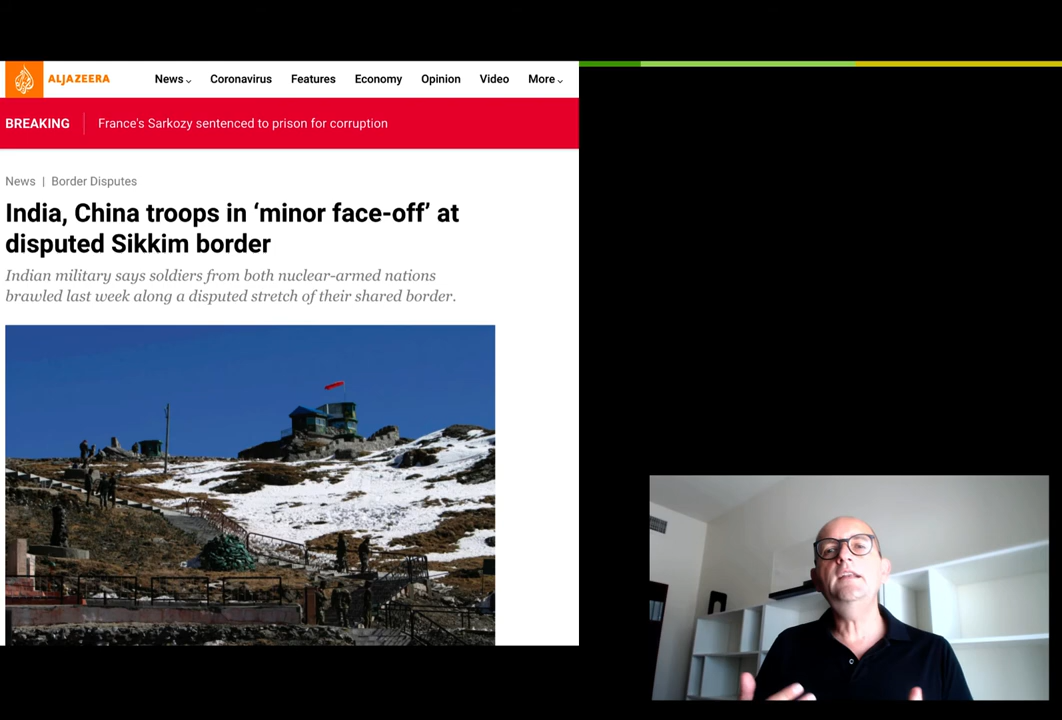 ALJAZEERA
News Coronavirus Features Economy Opinion Video More
BREAKING France's Sarkozy sentenced to prison for corruption
News | Border Disputes
India, China troops in ‘minor face-off’ at
disputed Sikkim border
Indian military says soldiers from both nuclear-armed nations
brawled last week along a disputed stretch of their shared border.